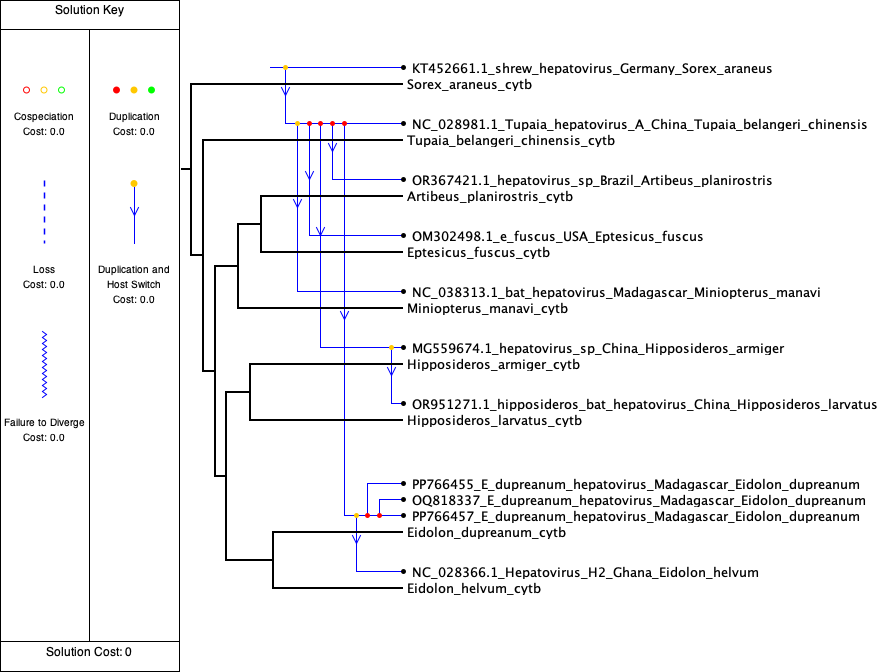 Solution Key
Cospeciation
Cost: 0.0
Duplication
Cost: 0.0
Loss
Cost: 0.0
Duplication and
Host Switch
Cost: 0.0
Failure to Diverge
Cost: 0.0
Solution Cost: 0
KT452661.1_shrew_hepatovirus_Germany_Sorex_araneus
Sorex_araneus_cytb
NC_028981.1_Tupaia_hepatovirus_A_China_Tupaia_belangeri_chinensis
Tupaia_belangeri_chinensis_cytb
OR367421.1_hepatovirus_sp_Brazil_Artibeus_planirostris
Artibeus_planirostris_cytb
OM302498.1_e_fuscus_USA_Eptesicus_fuscus
Eptesicus_fuscus_cytb
NC_038313.1_bat_hepatovirus_Madagascar_Miniopterus_manavi
Miniopterus_manavi_cytb
MG559674.1_hepatovirus_sp_China_Hipposideros_armiger
Hipposideros_armiger_cytb
OR951271.1_hipposideros_bat_hepatovirus_China_Hipposideros_larvatus
Hipposideros_larvatus_cytb
PP766455_E_dupreanum_hepatovirus_Madagascar_Eidolon_dupreanum
OQ818337_E_dupreanum_hepatovirus_Madagascar_Eidolon_dupreanum
PP766457_E_dupreanum_hepatovirus_Madagascar_Eidolon_dupreanum
Eidolon_dupreanum_cytb
NC_028366.1_Hepatovirus_H2_Ghana_Eidolon_helvum
Eidolon_helvum_cytb